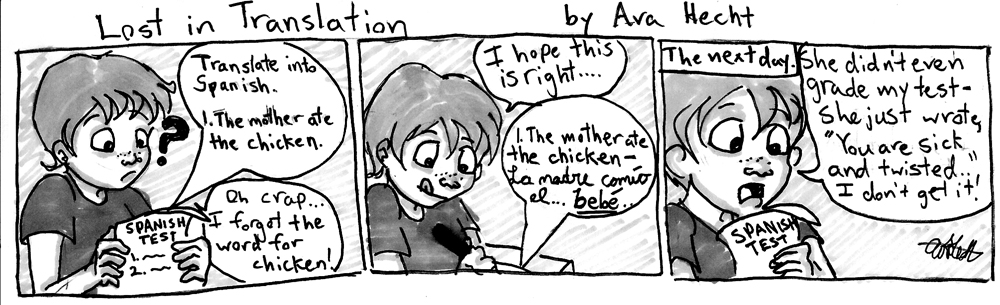 Lost in Translation by Ava Hecht
Translate into
Spanish.
1. The mother ate
the chicken.
?
Oh crap...
I forgot the
word for
chicken!
SPANISH
TEST
1. ~
2. ~
I hope this
is right....
1. The mother ate
the chicken-
La madre comió
el... bebé...
The next day.
She didn't even
grade my test-
She just wrote,
"You are sick
and twisted..."
I don't get it!
SPANISH
TEST